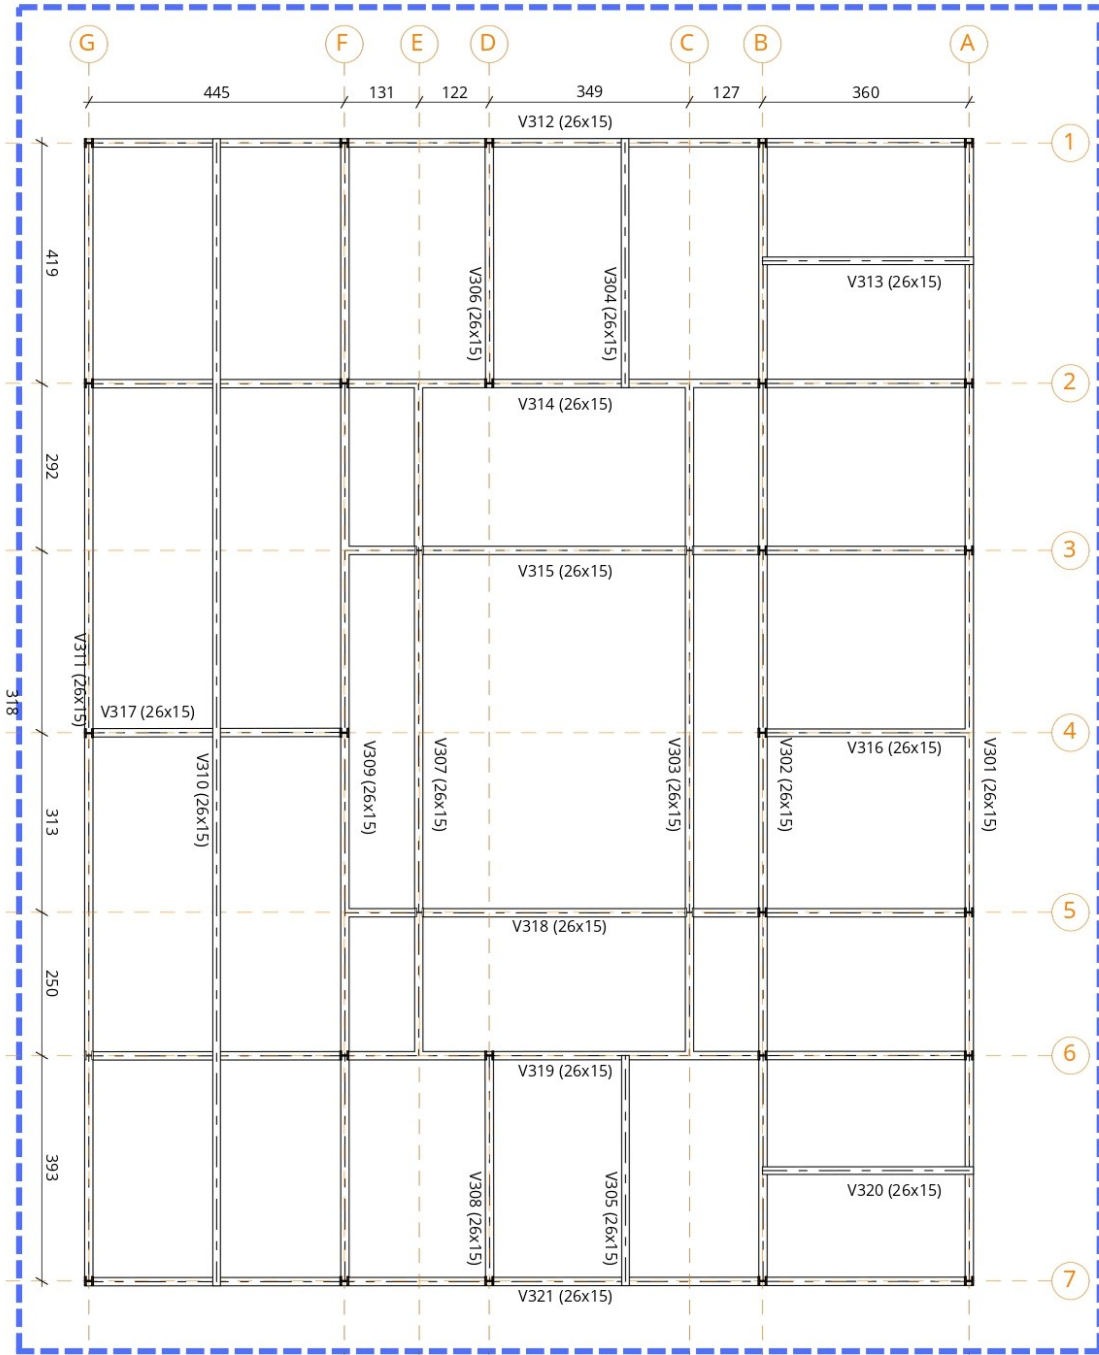 G F E D C B A
445 131 122 349 127 360
V312 (26x15)
1
419
V306 (26x15)
V304 (26x15)
V313 (26x15)
2
V314 (26x15)
292
3
V315 (26x15)
318
V311 (26x15)
V317 (26x15)
4
V316 (26x15)
V310 (26x15)
V309 (26x15)
V307 (26x15)
V303 (26x15)
V302 (26x15)
V301 (26x15)
313
5
V318 (26x15)
250
6
V319 (26x15)
393
V308 (26x15)
V305 (26x15)
V320 (26x15)
7
V321 (26x15)